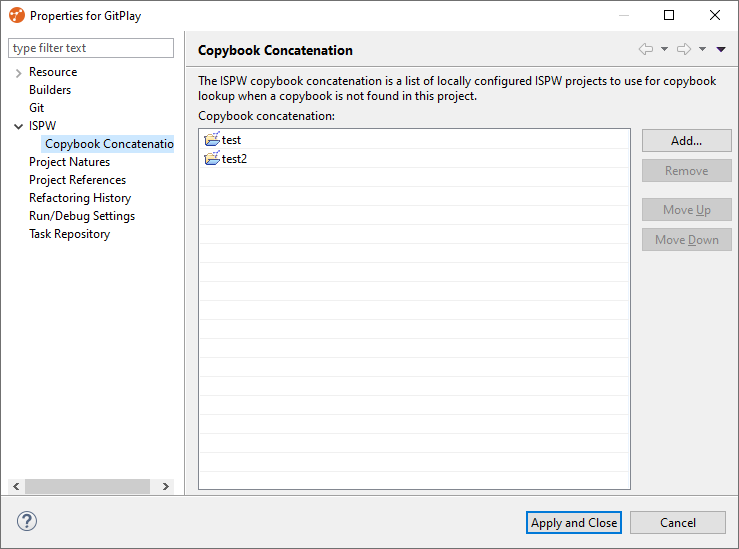 Properties for GitPlay
type filter text
Resource
Builders
Git
ISPW
Copybook Concatenatio
Project Natures
Project References
Refactoring History
Run/Debug Settings
Task Repository
Copybook Concatenation
The ISPW copybook concatenation is a list of locally configured ISPW projects to use for copybook
lookup when a copybook is not found in this project.
Copybook concatenation:
test
test2
Add...
Remove
Move Up
Move Down
Apply and Close
Cancel